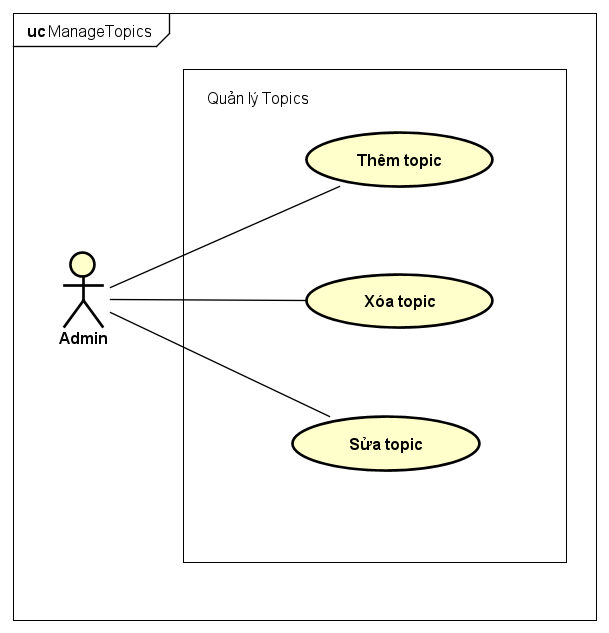 uc ManageTopics
Quản lý Topics
Thêm topic
Xóa topic
Admin
Sửa topic